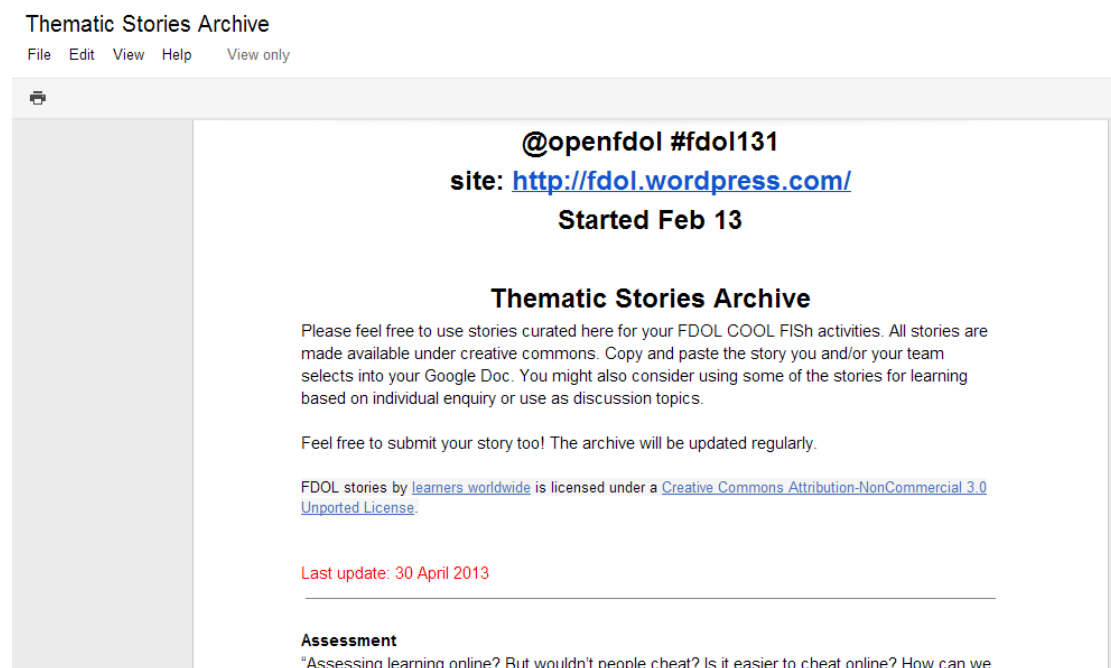 Thematic Stories Archive
File Edit View Help View only
@openfdol #fdol131
site: http://fdol.wordpress.com/
Started Feb 13
Thematic Stories Archive
Please feel free to use stories curated here for your FDOL COOL FISh activities. All stories are
made available under creative commons. Copy and paste the story you and/or your team
selects into your Google Doc. You might also consider using some of the stories for learning
based on individual enquiry or use as discussion topics.
Feel free to submit your story too! The archive will be updated regularly.
FDOL stories by learners worldwide is licensed under a Creative Commons Attribution-NonCommercial 3.0
Unported License.
Last update: 30 April 2013
Assessment
“Assessing learning online? But wouldn’t people cheat? Is it easier to cheat online? How can we